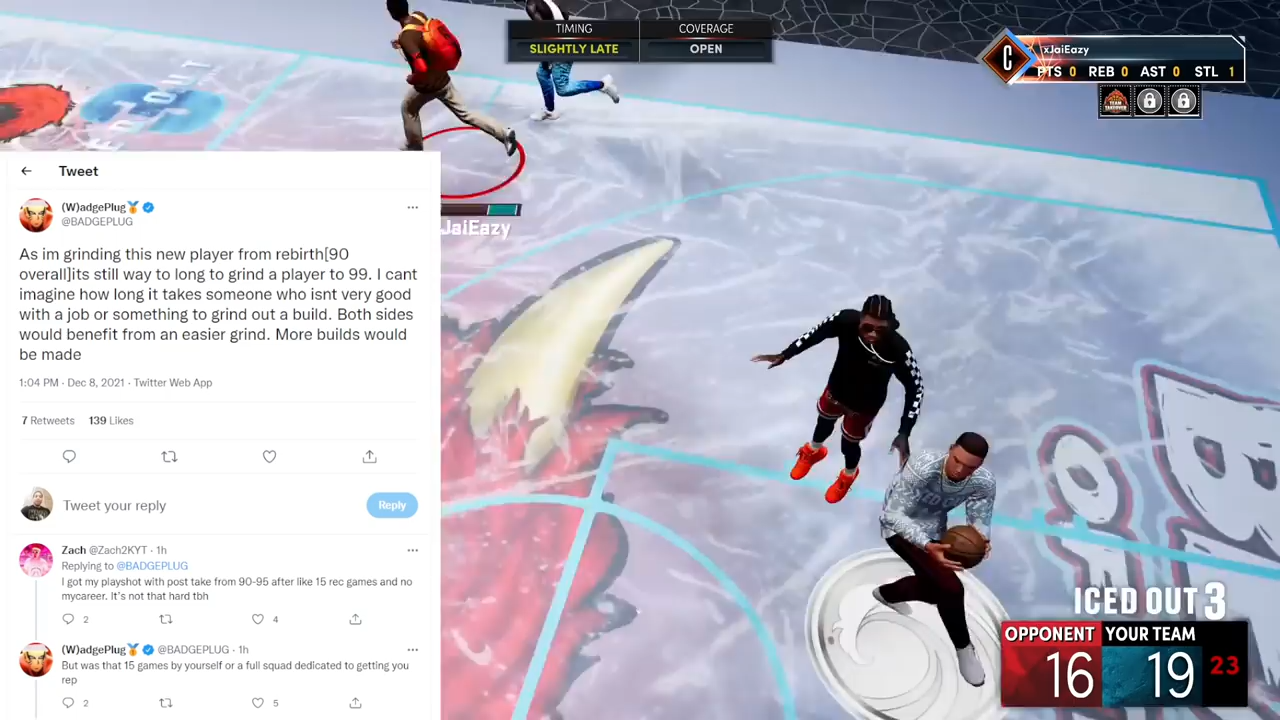 TIMING
COVERAGE
SLIGHTLY LATE
OPEN
C
xJaiEazy
PTS 0 REB 0 AST 0 STL 1
Tweet
(W)adgePlug🏅
@BADGEPLUG
As im grinding this new player from rebirth[90
overall]its still way to long to grind a player to 99. I cant
imagine how long it takes someone who isnt very good
with a job or something to grind out a build. Both sides
would benefit from an easier grind. More builds would
be made
1:04 PM · Dec 8, 2021 · Twitter Web App
7 Retweets 139 Likes
Tweet your reply
Reply
Zach @Zach2KYT · 1h
Replying to @BADGEPLUG
I got my playshot with post take from 90-95 after like 15 rec games and no
mycareer. It's not that hard tbh
2
4
(W)adgePlug🏅 @BADGEPLUG · 1h
But was that 15 games by yourself or a full squad dedicated to getting you
rep
2
5
JaiEazy
ICED OUT 3
OPPONENT YOUR TEAM
16 19 23